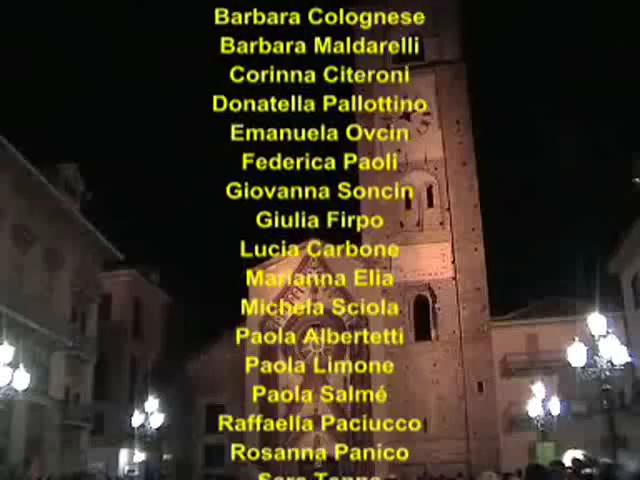 Barbara Colognese
Barbara Maldarelli
Corinna Citeroni
Donatella Pallottino
Emanuela Ovcin
Federica Paoli
Giovanna Soncin
Giulia Firpo
Lucia Carbone
Marianna Elia
Michela Sciola
Paola Albertetti
Paola Limone
Paola Salmé
Raffaella Paciucco
Rosanna Panico